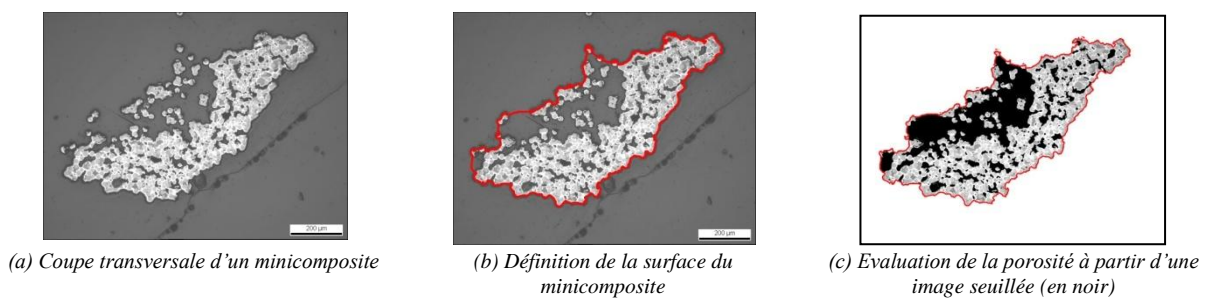 200 µm
200 µm
(a) Coupe transversale d'un minicomposite
(b) Définition de la surface du
minicomposite
(c) Evaluation de la porosité à partir d'une
image seuillée (en noir)